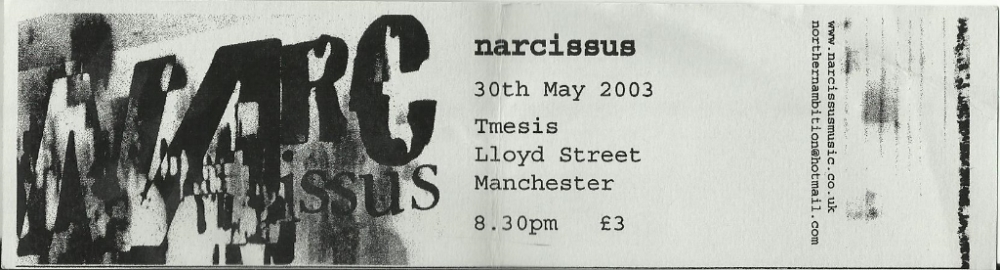 NARC
issus
narcissus
30th May 2003
Tmesis
Lloyd Street
Manchester
8.30pm £3
www.narcissusmusic.co.uk
northernambition@hotmail.com